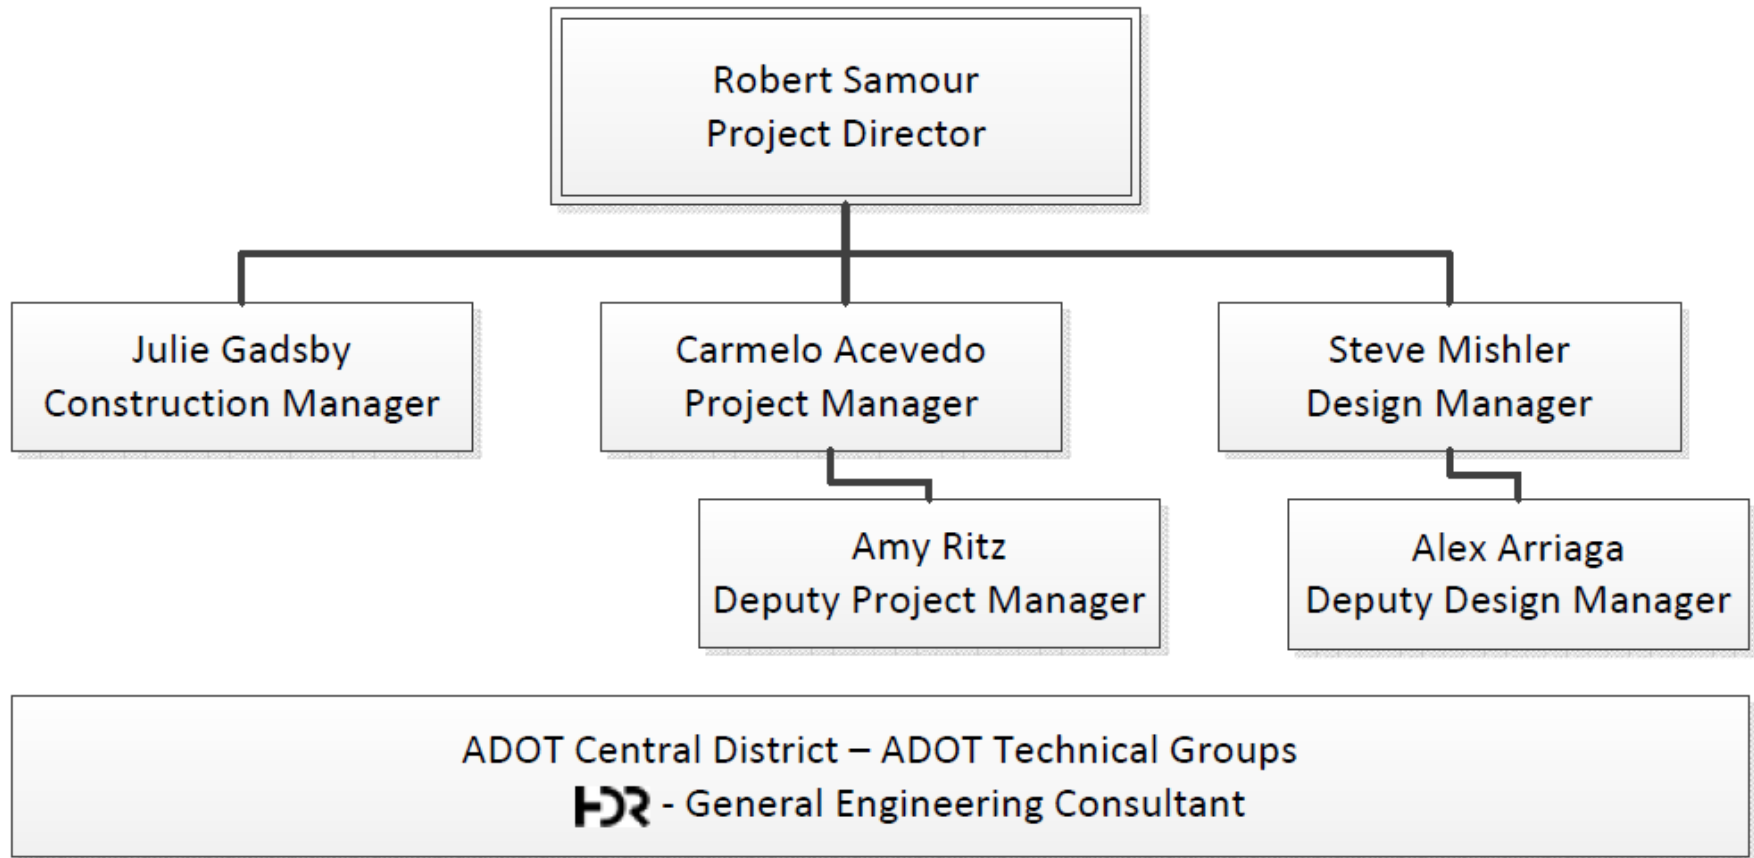 Robert Samour
Project Director
Julie Gadsby
Construction Manager
Carmelo Acevedo
Project Manager
Steve Mishler
Design Manager
Amy Ritz
Deputy Project Manager
Alex Arriaga
Deputy Design Manager
ADOT Central District – ADOT Technical Groups
HDR - General Engineering Consultant